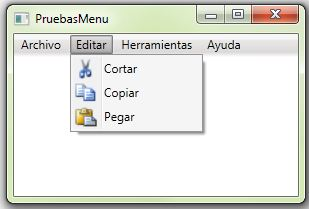 PruebasMenu
Archivo Editar Herramientas Ayuda
Cortar
Copiar
Pegar